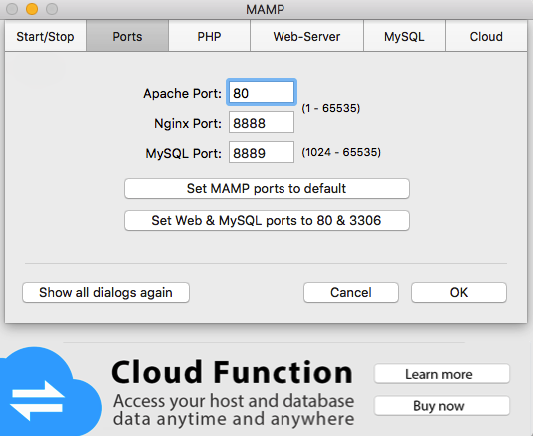 MAMP
Start/Stop Ports PHP Web-Server MySQL Cloud
Apache Port: 80
(1 - 65535)
Nginx Port: 8888
MySQL Port: 8889 (1024 - 65535)
Set MAMP ports to default
Set Web & MySQL ports to 80 & 3306
Show all dialogs again Cancel OK
Cloud Function
Learn more
Access your host and database
data anytime and anywhere
Buy now